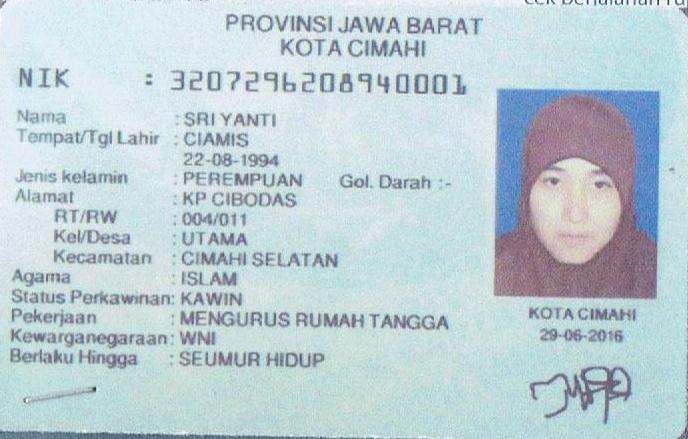 PROVINSI JAWA BARAT
KOTA CIMAHI
NIK : 3207296208940001
Nama : SRI YANTI
Tempat/Tgl Lahir : CIAMIS
22-08-1994
Jenis kelamin : PEREMPUAN Gol. Darah :-
Alamat : KP CIBODAS
RT/RW : 004/011
Kel/Desa : UTAMA
Kecamatan : CIMAHI SELATAN
Agama : ISLAM
Status Perkawinan: KAWIN
Pekerjaan : MENGURUS RUMAH TANGGA
Kewarganegaraan: WNI
Berlaku Hingga : SEUMUR HIDUP
KOTA CIMAHI
29-06-2016